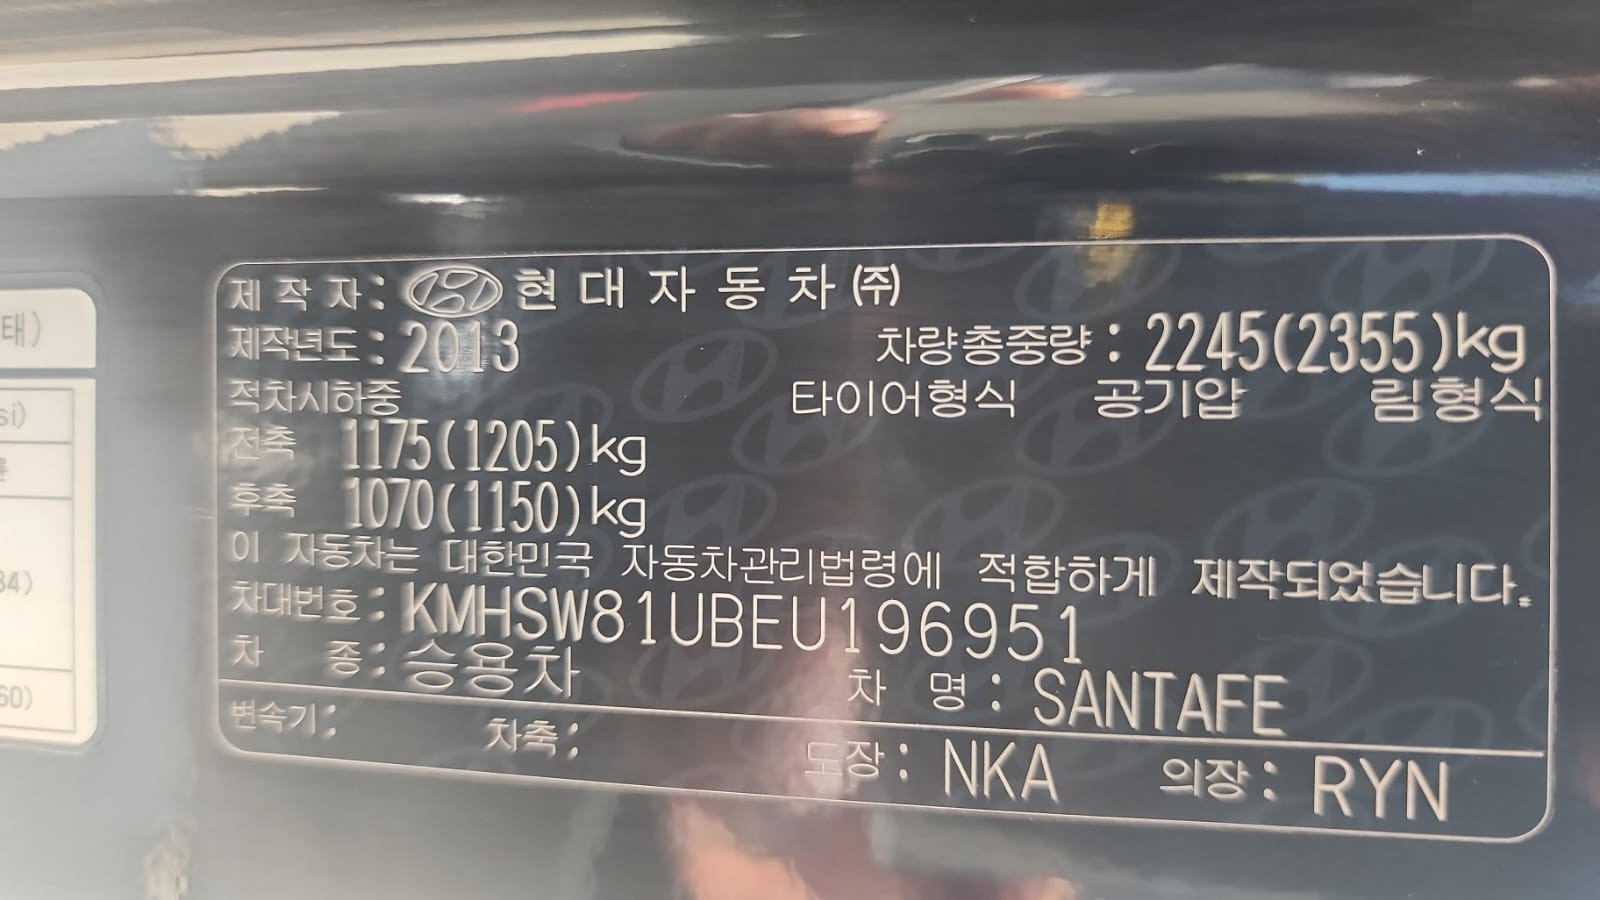 태)
si)
34)
60)
제 작 자 : 현 대 자 동 차 ㈜
제작년도 : 2013 차량총중량 : 2245(2355)kg
적차시하중 타이어형식 공기압 림형식
전축 1175(1205)kg
후축 1070(1150)kg
이 자동차는 대한민국 자동차관리법령에 적합하게 제작되었습니다.
차대번호 : KMHSW81UBEU196951
차 종 : 승용차 차 명 : SANTAFE
변속기 : 차축 : 도장 : NKA 의장 : RYN